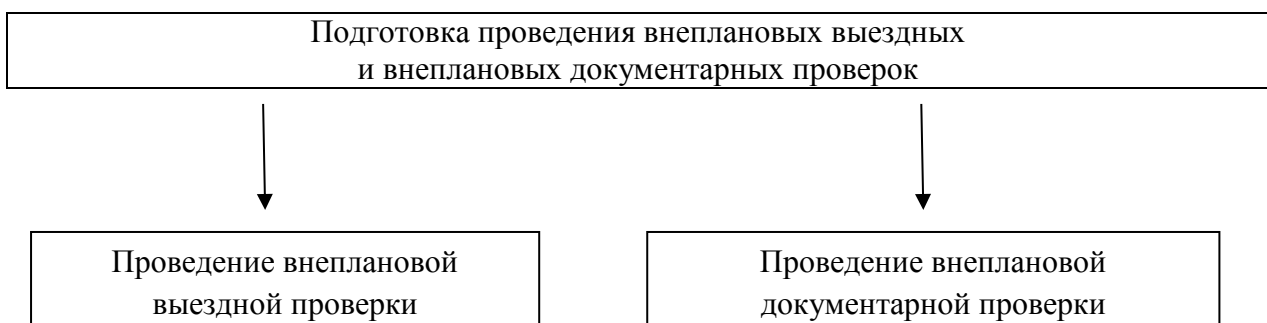 Подготовка проведения внеплановых выездных
и внеплановых документарных проверок
Проведение внеплановой
выездной проверки
Проведение внеплановой
документарной проверки